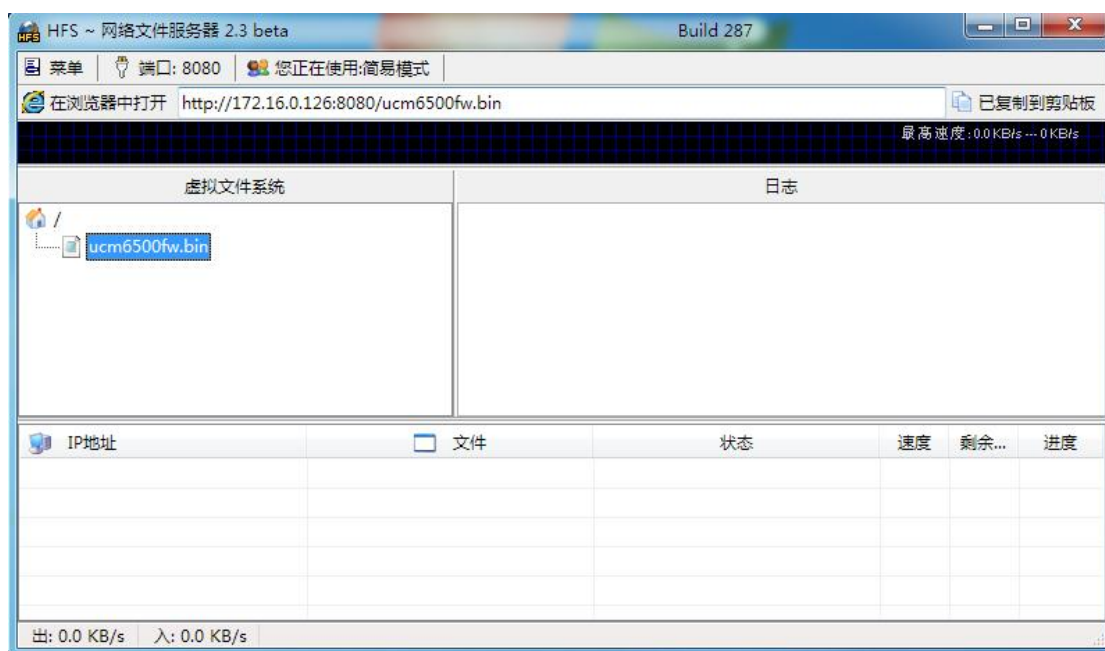 HFS ~ 网络文件服务器 2.3 beta Build 287
菜单 端口: 8080 您正在使用:简易模式
在浏览器中打开 http://172.16.0.126:8080/ucm6500fw.bin 已复制到剪贴板
最高速度:0.0 KB/s --- 0 KB/s
虚拟文件系统 日志
/
ucm6500fw.bin
IP地址 文件 状态 速度 剩余... 进度
出: 0.0 KB/s 入: 0.0 KB/s